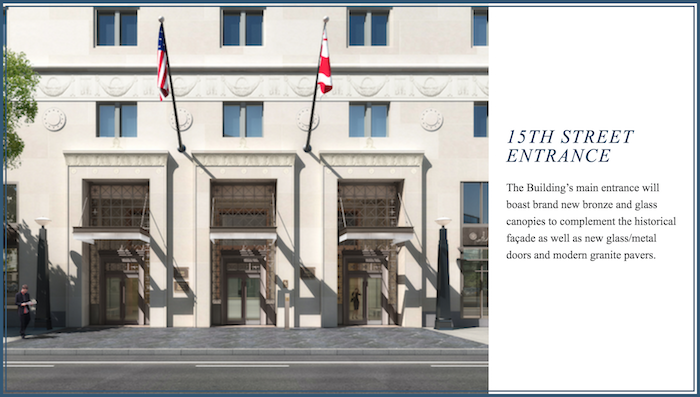 15TH STREET
ENTRANCE
The Building’s main entrance will
boast brand new bronze and glass
canopies to complement the historical
façade as well as new glass/metal
doors and modern granite pavers.